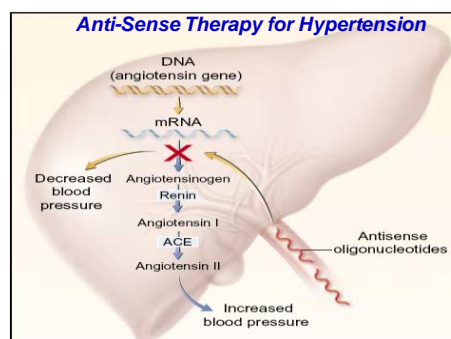 Anti-Sense Therapy for Hypertension
DNA
(angiotensin gene)
mRNA
Decreased
blood
pressure
Angiotensinogen
Renin
Angiotensin I
ACE
Angiotensin II
Antisense
oligonucleotides
Increased
blood pressure